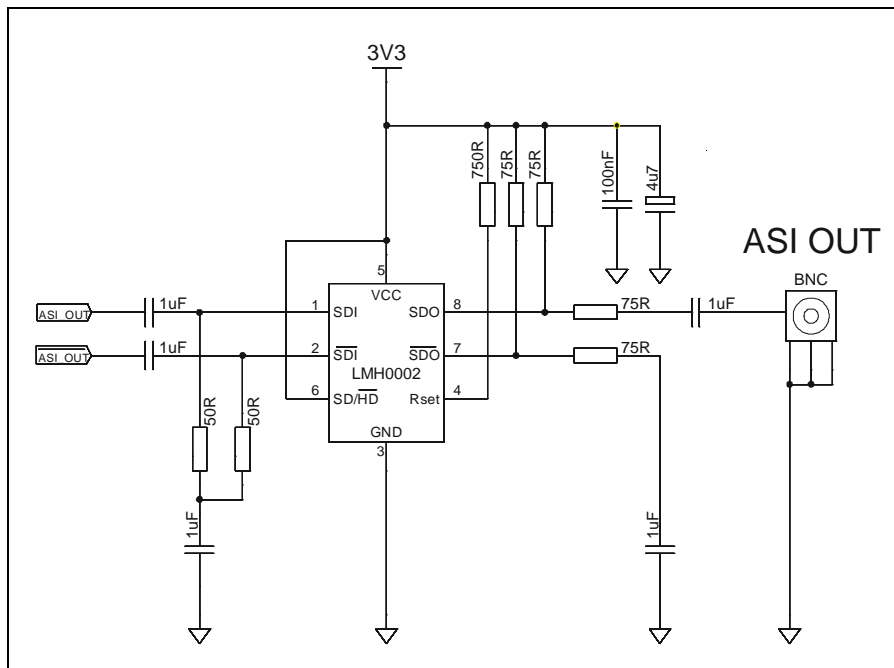 3V3
750R
75R
75R
100nF
4u7
ASI OUT
BNC
5
VCC
ASI_OUT
1uF
1
SDI
SDO
8
75R
1uF
ASI_OUT
1uF
2
SDI
SDO
7
75R
LMH0002
6
SD/HD
Rset
4
50R
50R
GND
3
1uF
1uF